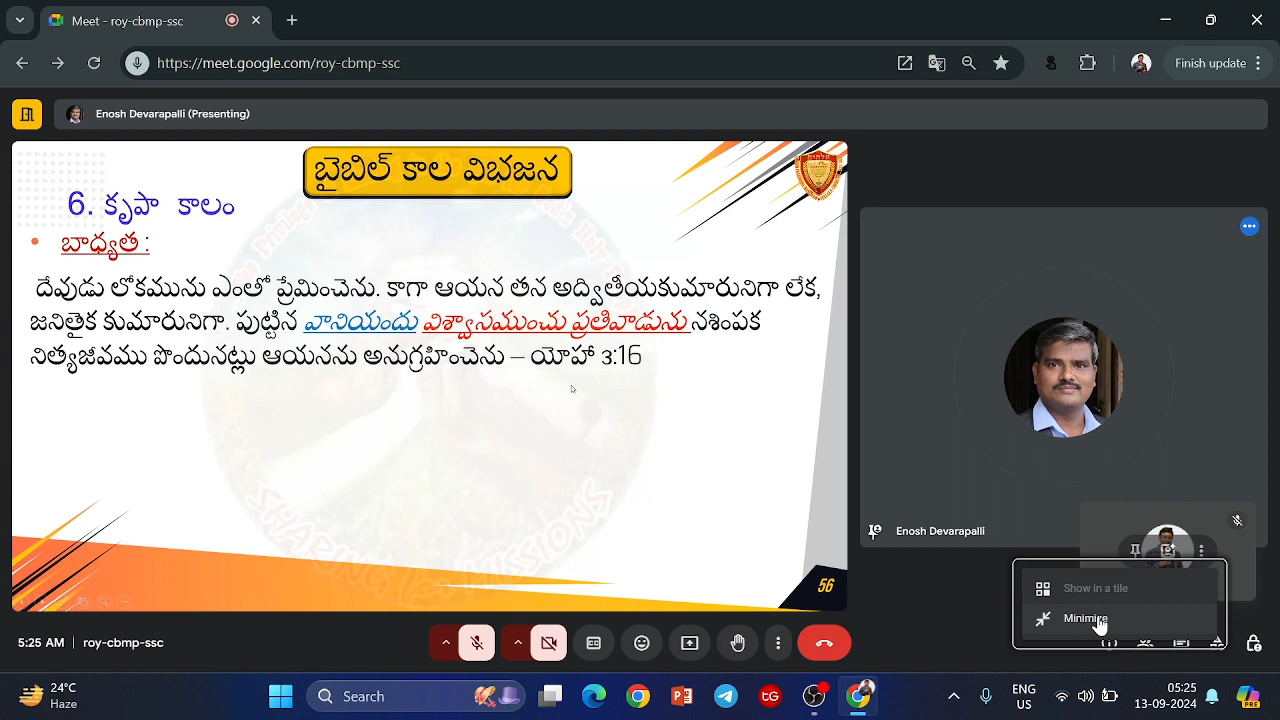 Meet - roy-cbmp-ssc
https://meet.google.com/roy-cbmp-ssc
Finish update
Enosh Devarapalli (Presenting)
బైబిల్ కాల విభజన
6. కృపా కాలం
• బాధ్యత :
దేవుడు లోకమును ఎంతో ప్రేమించెను. కాగా ఆయన తన అద్వితీయకుమారునిగా లేక,
జనితైక కుమారునిగా. పుట్టిన వానియందు విశ్వాసముంచు ప్రతివాడును నశింపక
నిత్యజీవము పొందునట్లు ఆయనను అనుగ్రహించెను – యోహా 3:16
SHARING MISSIONS
56
Enosh Devarapalli
Show in a tile
Minimize
5:25 AM | roy-cbmp-ssc
24°C
Haze
Search
ENG
US
05:25
13-09-2024
PRE